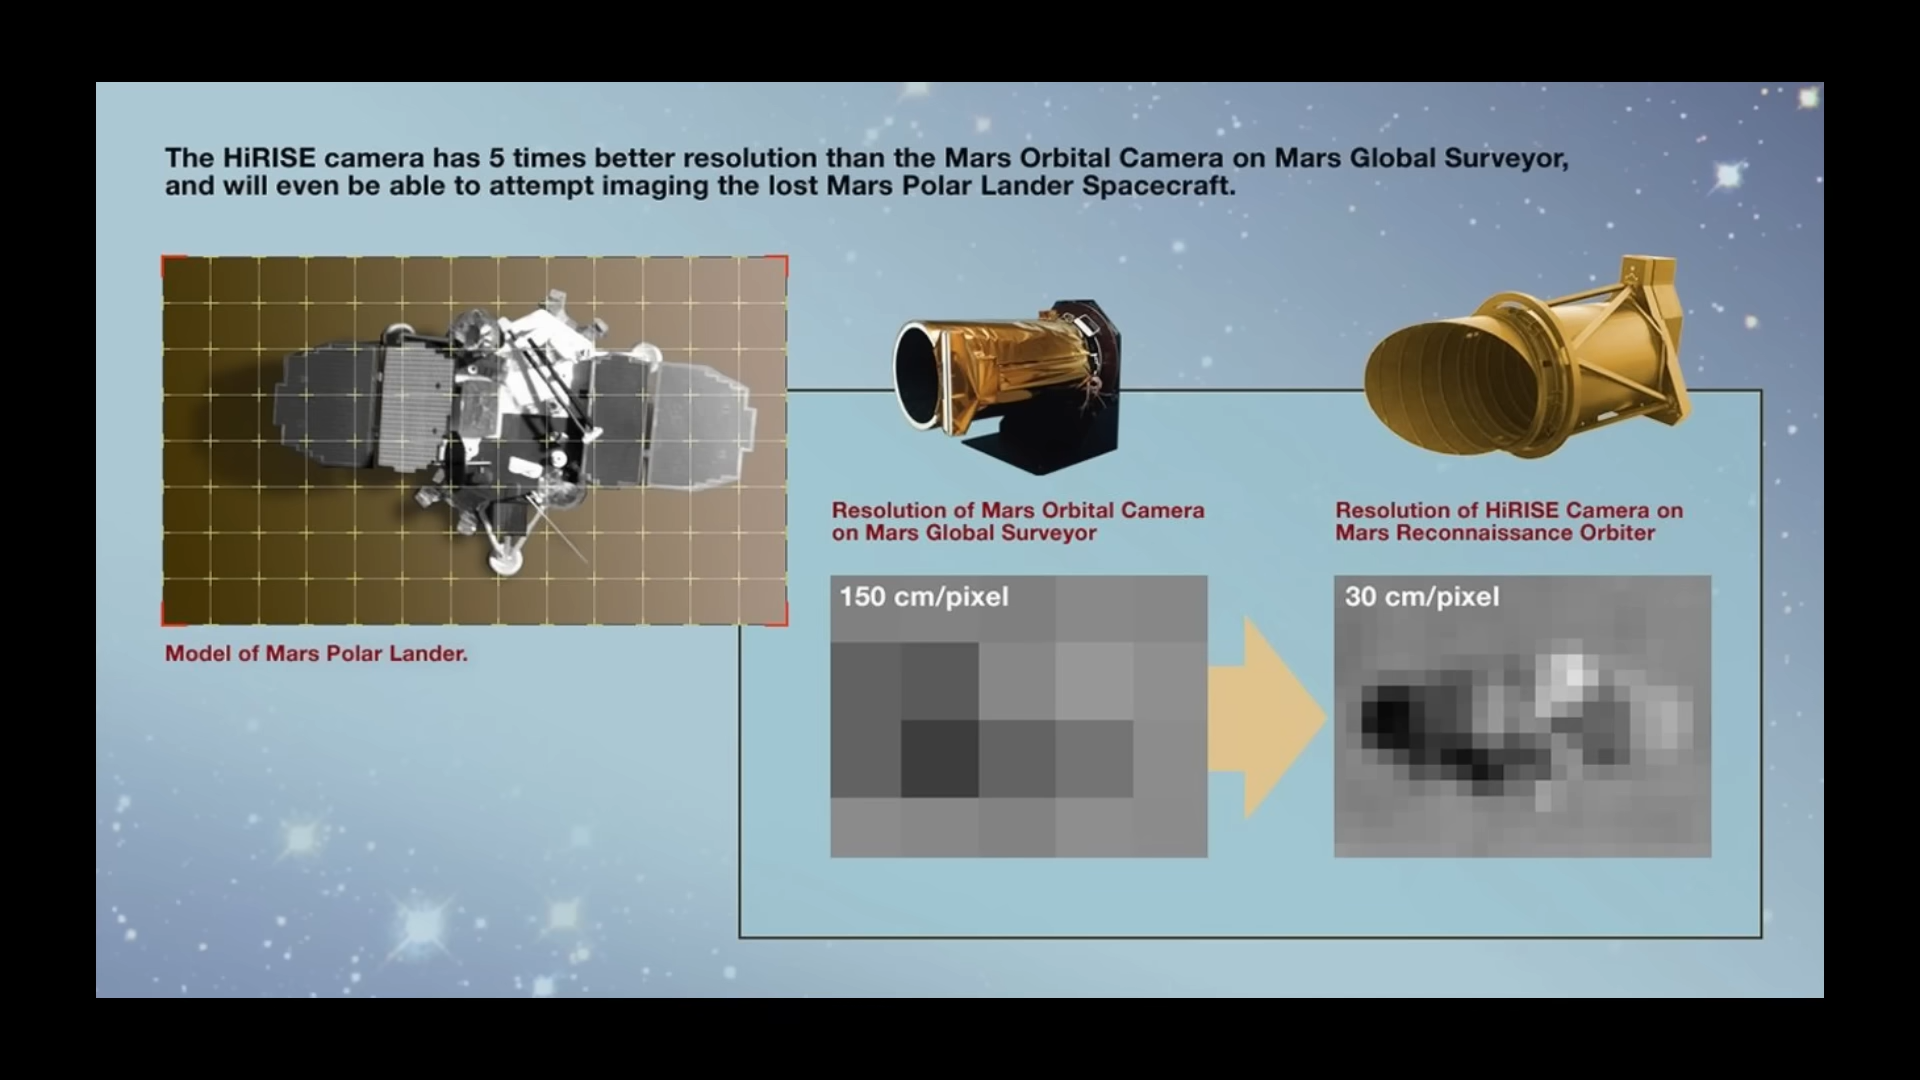 The HiRISE camera has 5 times better resolution than the Mars Orbital Camera on Mars Global Surveyor,
and will even be able to attempt imaging the lost Mars Polar Lander Spacecraft.
Model of Mars Polar Lander.
Resolution of Mars Orbital Camera
on Mars Global Surveyor
150 cm/pixel
Resolution of HiRISE Camera on
Mars Reconnaissance Orbiter
30 cm/pixel